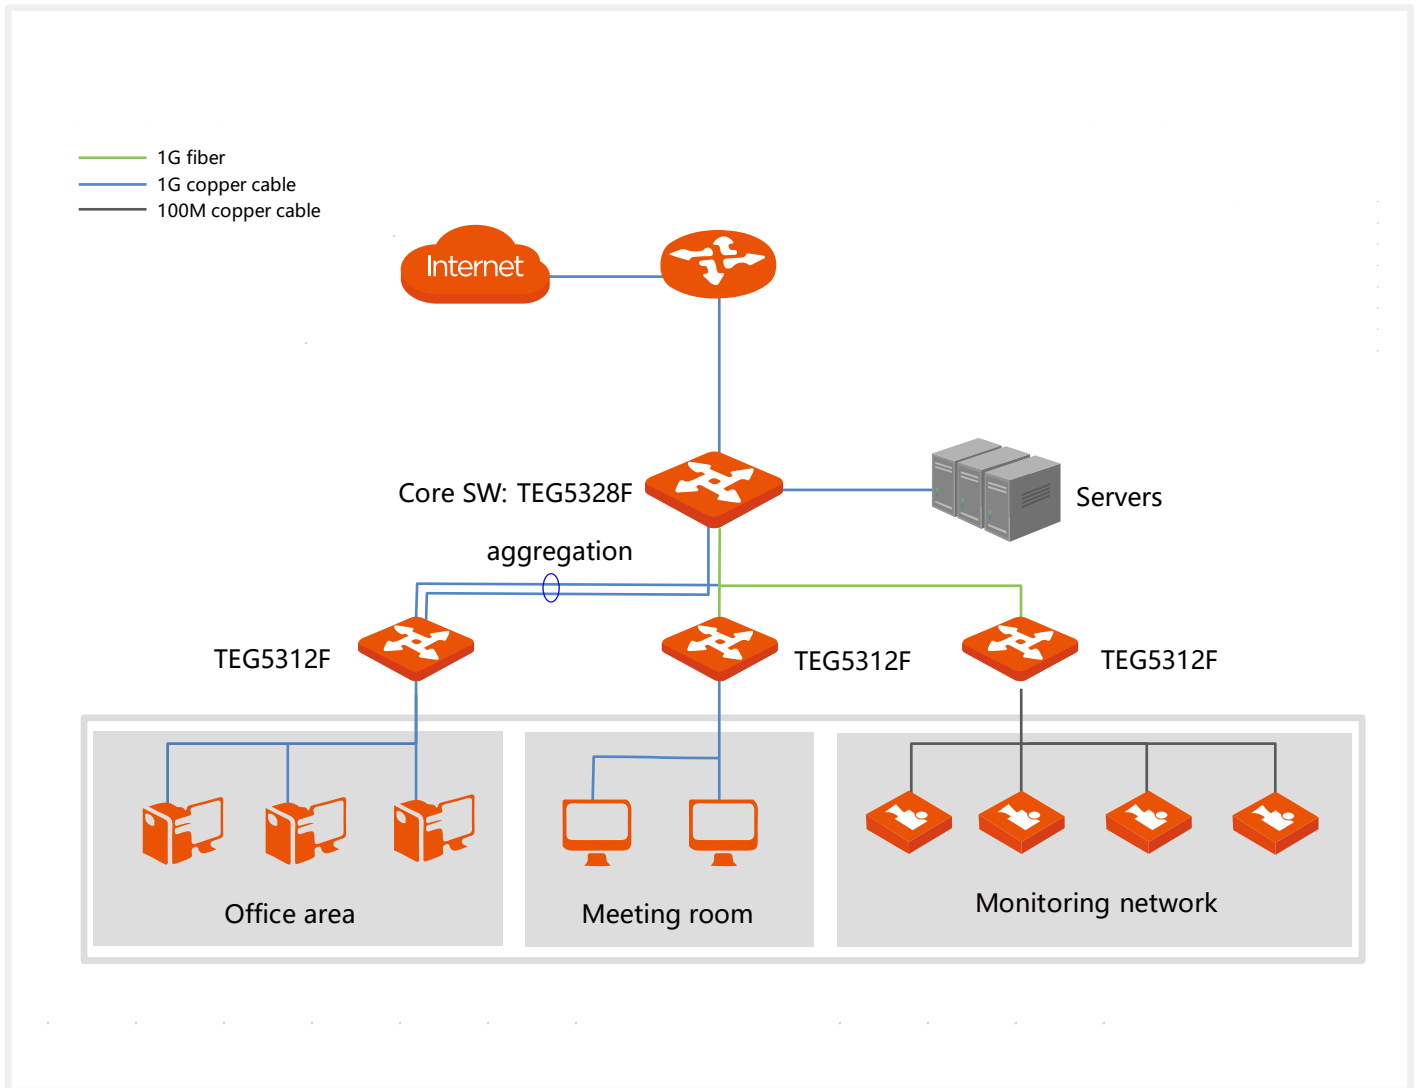 1G fiber
1G copper cable
100M copper cable
Internet
Core SW: TEG5328F
Servers
aggregation
TEG5312F
TEG5312F
TEG5312F
Office area
Meeting room
Monitoring network